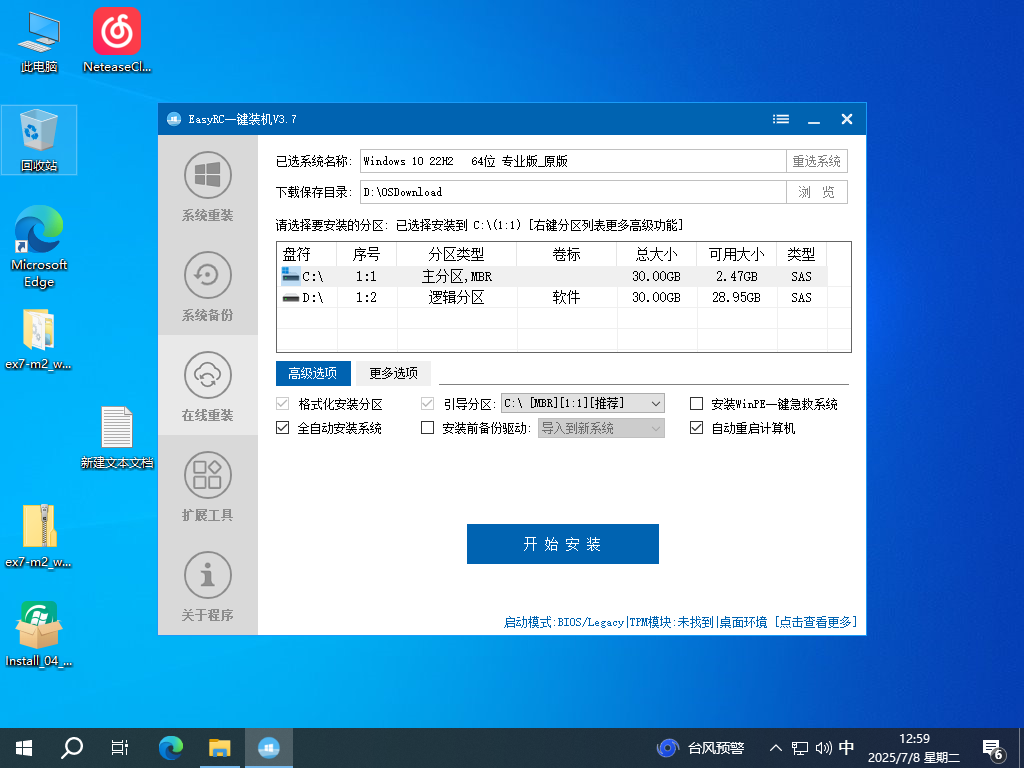 此电脑
NeteaseCl...
回收站
Microsoft
Edge
ex7-m2_w...
新建文本文档
ex7-m2_w...
Install_04_...
EasyRC一键装机V3.7
系统重装
系统备份
在线重装
扩展工具
关于程序
已选系统名称: Windows 10 22H2 64位 专业版_原版 重选系统
下载保存目录: D:\OSDownload 浏 览
请选择要安装的分区: 已选择安装到 C:\(1:1) [右键分区列表更多高级功能]
盘符 序号 分区类型 卷标 总大小 可用大小 类型
C:\ 1:1 主分区,MBR 30.00GB 2.47GB SAS
D:\ 1:2 逻辑分区 软件 30.00GB 28.95GB SAS
高级选项 更多选项
格式化安装分区 引导分区: C:\ [MBR][1:1][推荐] 安装WinPE一键急救系统
全自动安装系统 安装前备份驱动: 导入到新系统 自动重启计算机
开 始 安 装
启动模式:BIOS/Legacy|TPM模块:未找到|桌面环境 [点击查看更多]
台风预警 中 12:59
2025/7/8 星期二 6